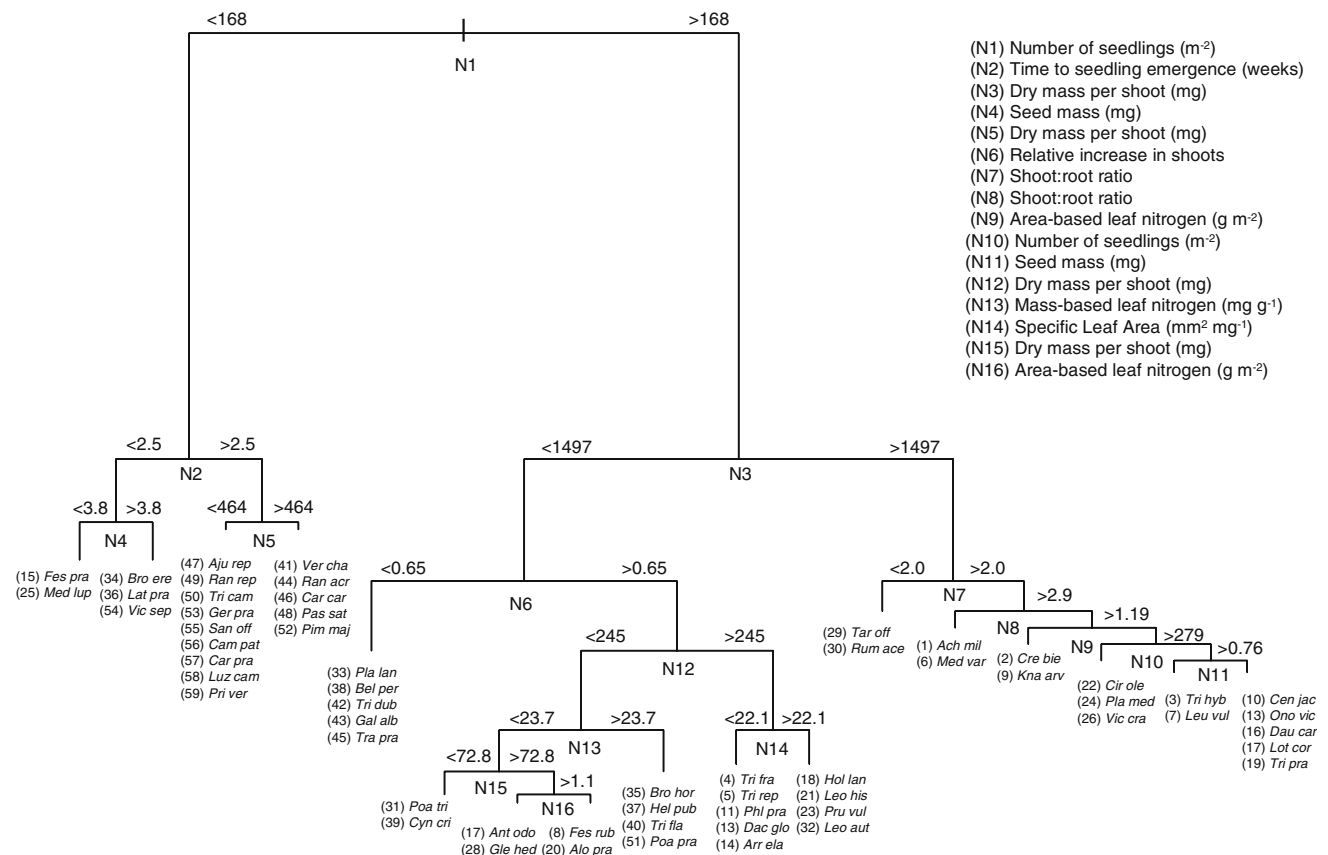 <168
>168
N1
(N1) Number of seedlings (m-2)
(N2) Time to seedling emergence (weeks)
(N3) Dry mass per shoot (mg)
(N4) Seed mass (mg)
(N5) Dry mass per shoot (mg)
(N6) Relative increase in shoots
(N7) Shoot:root ratio
(N8) Shoot:root ratio
(N9) Area-based leaf nitrogen (g m-2)
(N10) Number of seedlings (m-2)
(N11) Seed mass (mg)
(N12) Dry mass per shoot (mg)
(N13) Mass-based leaf nitrogen (mg g-1)
(N14) Specific Leaf Area (mm2 mg-1)
(N15) Dry mass per shoot (mg)
(N16) Area-based leaf nitrogen (g m-2)
<2.5
>2.5
N2
<1497
>1497
N3
<3.8
>3.8
N4
<464
>464
N5
(15) Fes pra
(25) Med lup
(34) Bro ere
(36) Lat pra
(54) Vic sep
(47) Aju rep
(49) Ran rep
(50) Tri cam
(53) Ger pra
(55) San off
(56) Cam pat
(57) Car pra
(58) Luz cam
(59) Pri ver
(41) Ver cha
(44) Ran acr
(46) Car car
(48) Pas sat
(52) Pim maj
<0.65
>0.65
N6
<2.0
>2.0
N7
>2.9
N8
>1.19
N9
>279
N10
>0.76
N11
(33) Pla lan
(38) Bel per
(42) Tri dub
(43) Gal alb
(45) Tra pra
<245
>245
N12
(29) Tar off
(30) Rum ace
(1) Ach mil
(6) Med var
(2) Cre bie
(9) Kna arv
(22) Cir ole
(24) Pla med
(26) Vic cra
(3) Tri hyb
(7) Leu vul
(10) Cen jac
(13) Ono vic
(16) Dau car
(17) Lot cor
(19) Tri pra
<23.7
>23.7
N13
<22.1
>22.1
N14
<72.8
>72.8
N15
>1.1
N16
(31) Poa tri
(39) Cyn cri
(17) Ant odo
(28) Gle hed
(8) Fes rub
(20) Alo pra
(35) Bro hor
(37) Hel pub
(40) Tri fla
(51) Poa pra
(4) Tri fra
(5) Tri rep
(11) Phl pra
(13) Dac glo
(14) Arr ela
(18) Hol lan
(21) Leo his
(23) Pru vul
(32) Leo aut